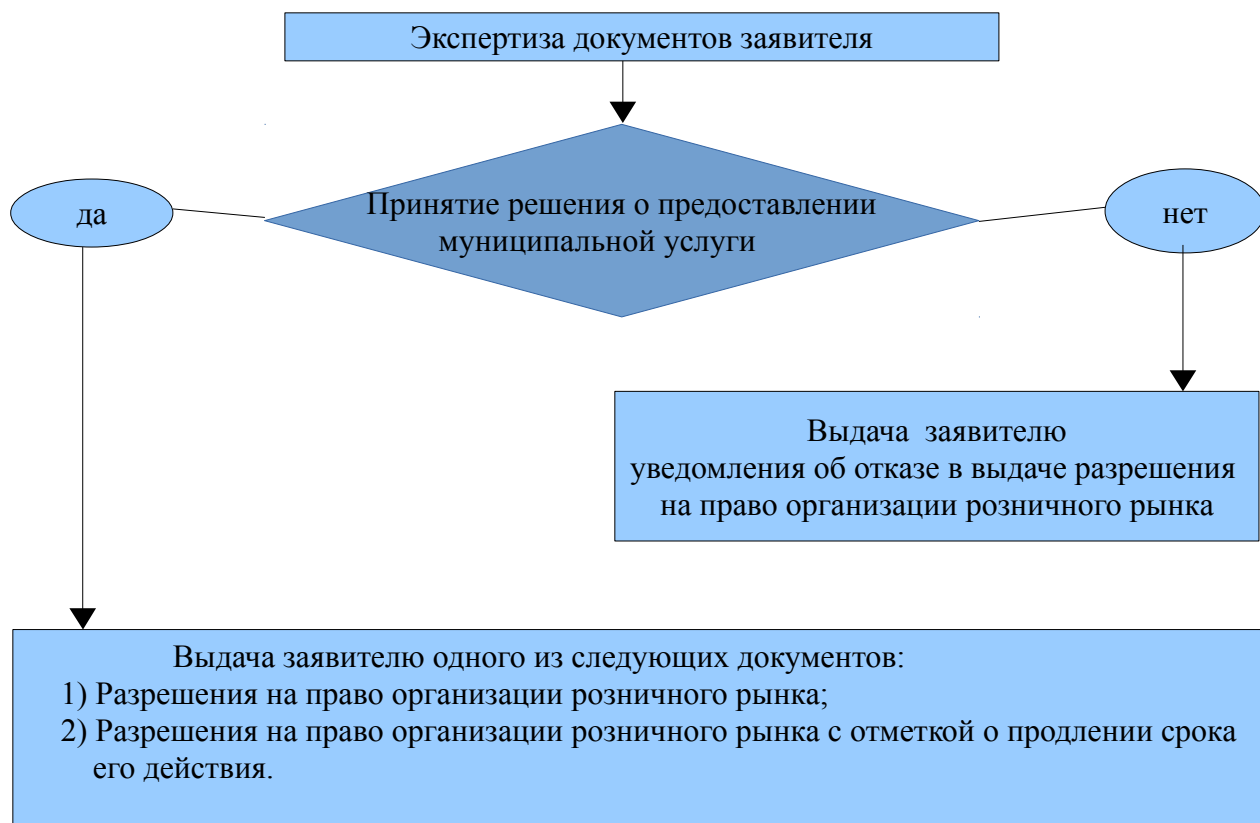 Экспертиза документов заявителя
да
Принятие решения о предоставлении
муниципальной услуги
нет
Выдача заявителю
уведомления об отказе в выдаче разрешения
на право организации розничного рынка
Выдача заявителю одного из следующих документов:
1) Разрешения на право организации розничного рынка;
2) Разрешения на право организации розничного рынка с отметкой о продлении срока
его действия.